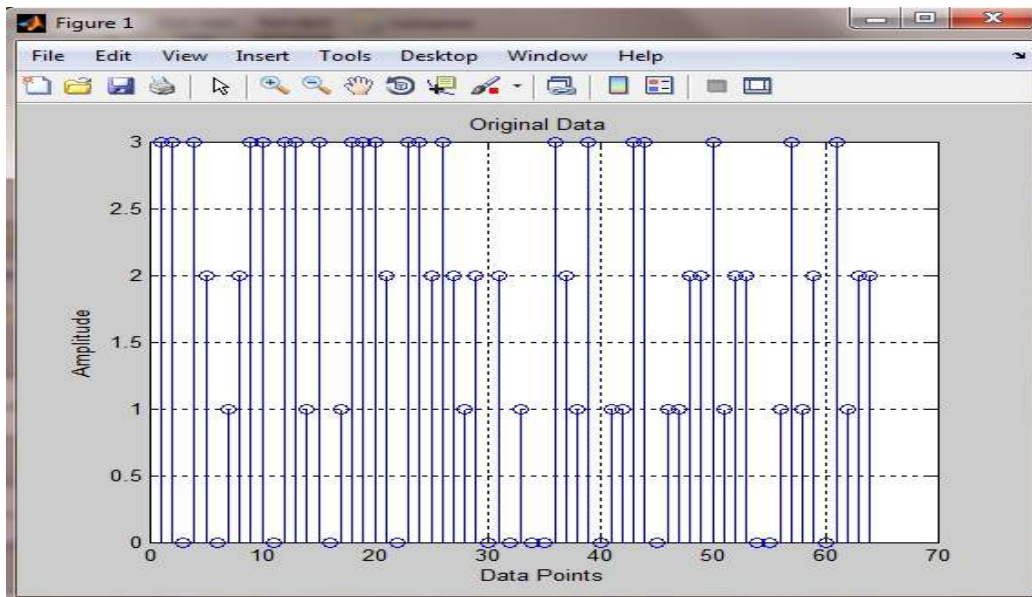 Figure 1
File Edit View Insert Tools Desktop Window Help
Original Data
3
2.5
2
1.5
1
0.5
0
Amplitude
0 10 20 30 40 50 60 70
Data Points